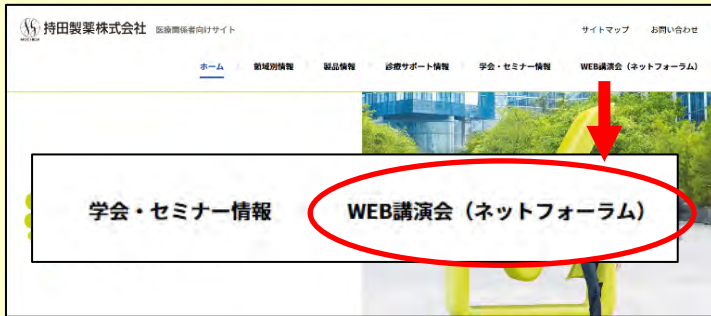 持田製薬株式会社 医療関係者向けサイト
サイトマップ お問い合わせ
ホーム 領域別情報 製品情報 診療サポート情報 学会・セミナー情報 WEB講演会（ネットフォーラム）
学会・セミナー情報 WEB講演会（ネットフォーラム）